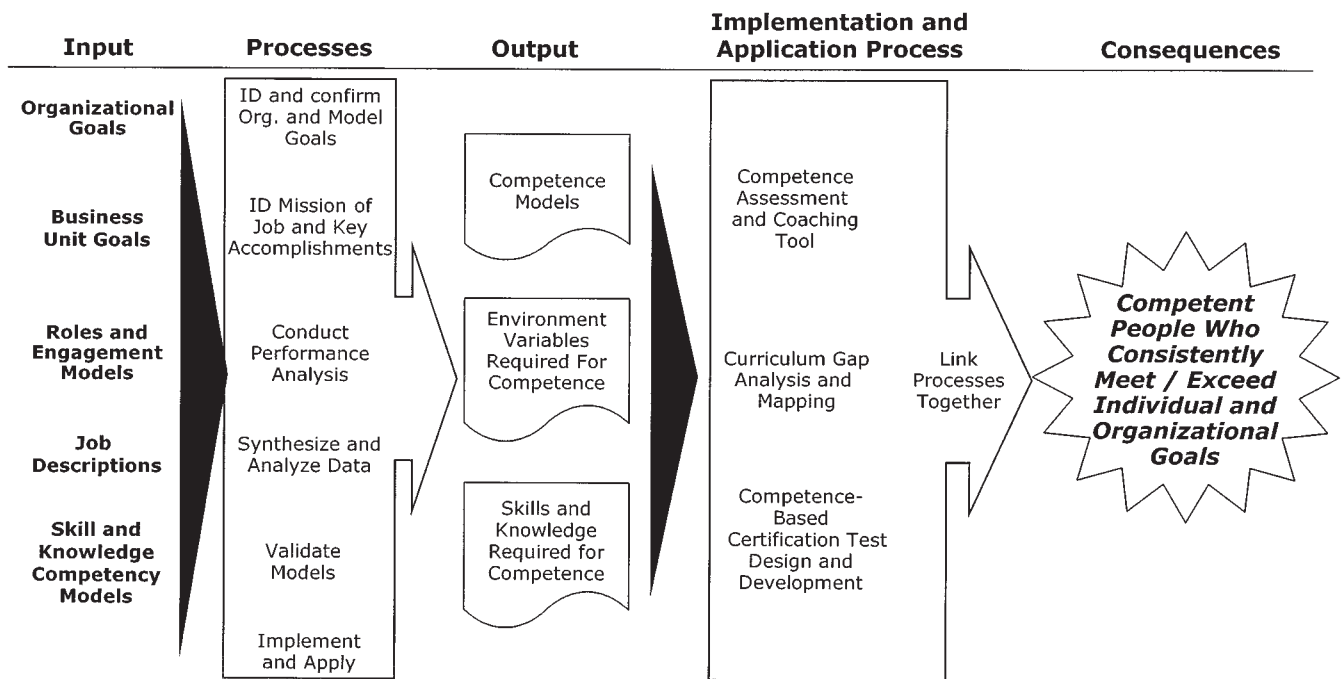 Input
Processes
Output
Implementation and
Application Process
Consequences
Organizational
Goals
Business
Unit Goals
Roles and
Engagement
Models
Job
Descriptions
Skill and
Knowledge
Competency
Models
ID and confirm
Org. and Model
Goals
ID Mission of
Job and Key
Accomplishments
Conduct
Performance
Analysis
Synthesize and
Analyze Data
Validate
Models
Implement
and Apply
Competence
Models
Environment
Variables
Required For
Competence
Skills and
Knowledge
Required for
Competence
Competence
Assessment
and Coaching
Tool
Curriculum Gap
Analysis and
Mapping
Competence-
Based
Certification Test
Design and
Development
Link
Processes
Together
Competent
People Who
Consistently
Meet / Exceed
Individual and
Organizational
Goals